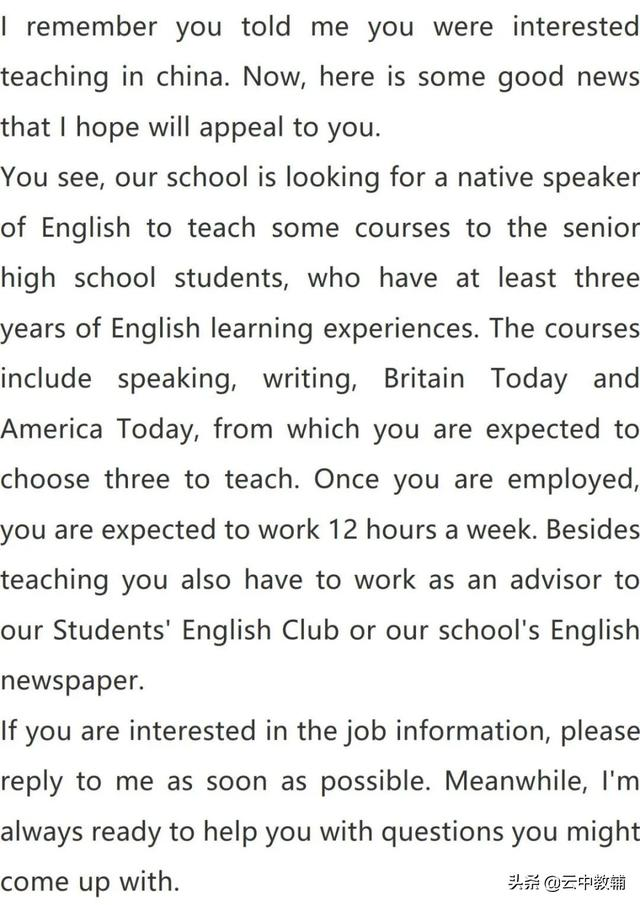 I remember you told me you were interested
teaching in china. Now, here is some good news
that I hope will appeal to you.
You see, our school is looking for a native speaker
of English to teach some courses to the senior
high school students, who have at least three
years of English learning experiences. The courses
include speaking, writing, Britain Today and
America Today, from which you are expected to
choose three to teach. Once you are employed,
you are expected to work 12 hours a week. Besides
teaching you also have to work as an advisor to
our Students' English Club or our school's English
newspaper.
If you are interested in the job information, please
reply to me as soon as possible. Meanwhile, I'm
always ready to help you with questions you might
come up with.
头条 @云中教辅